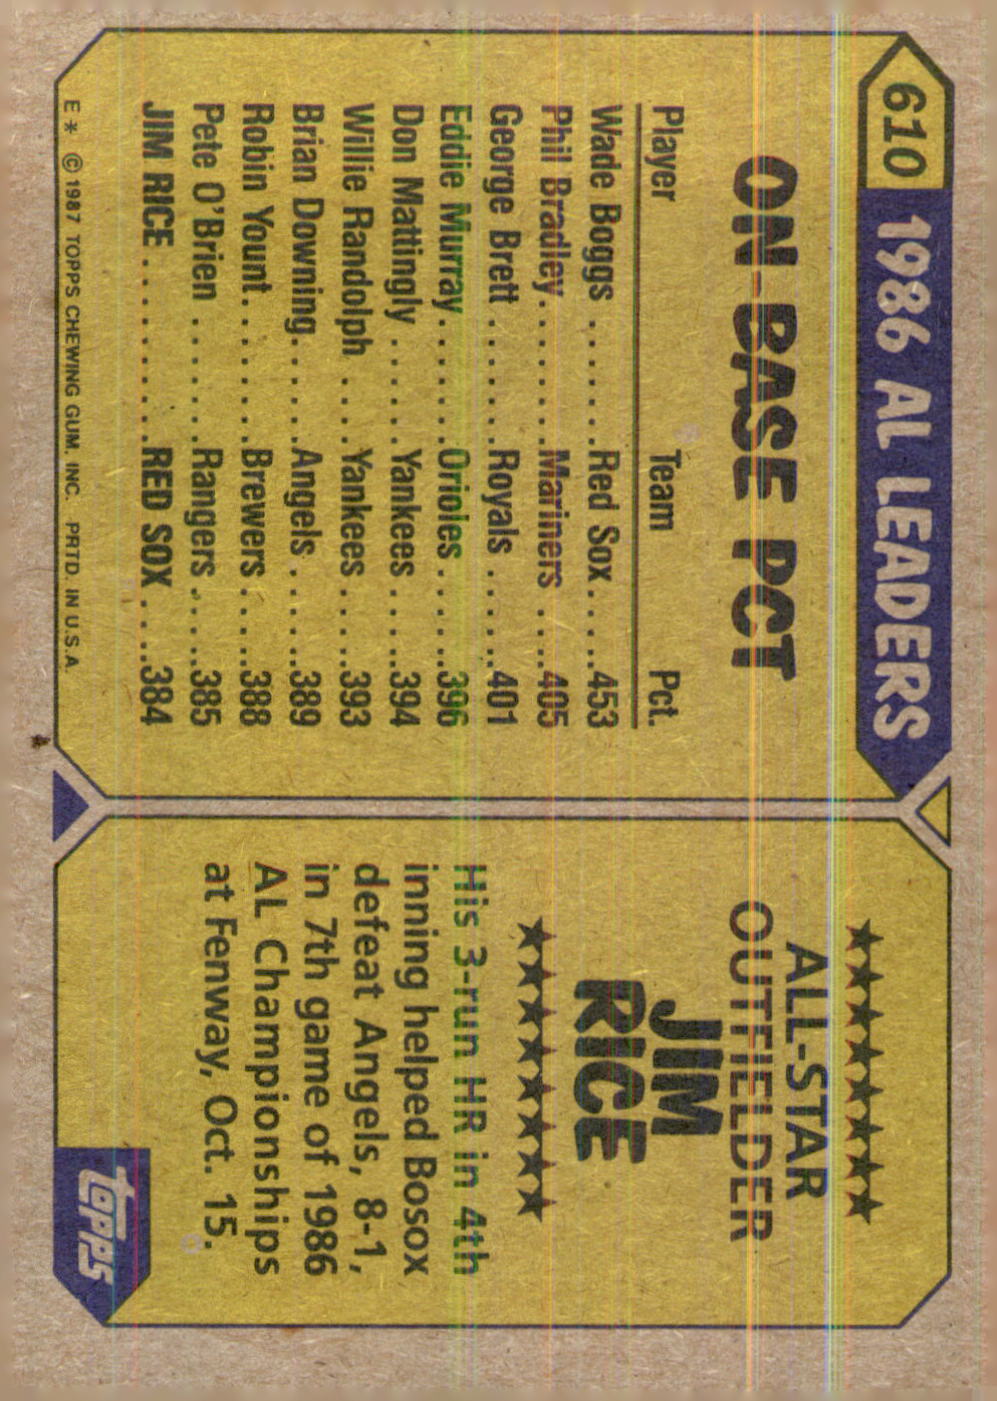 610
1986 AL LEADERS
ON-BASE PCT
Player Team Pct.
Wade Boggs . . . . . . .Red Sox. . . . .453
Phil Bradley. . . . . . . .Mariners . . . .405
George Brett . . . . . . .Royals . . . . . .401
Eddie Murray. . . . . . .Orioles . . . . . .396
Don Mattingly . . . . . .Yankees . . . . .394
Willie Randolph . . . .Yankees . . . . .393
Brian Downing. . . . . .Angels . . . . . .389
Robin Yount. . . . . . . .Brewers . . . . .388
Pete O'Brien . . . . . . .Rangers . . . . .385
JIM RICE . . . . . . . . . .RED SOX . . . .384
E * © 1987 TOPPS CHEWING GUM, INC. PRTD. IN U.S.A.
★★★★★★★★
ALL-STAR
OUTFIELDER
JIM
RICE
★★★★★★★★
His 3-run HR in 4th
inning helped Bosox
defeat Angels, 8-1,
in 7th game of 1986
AL Championships
at Fenway, Oct. 15.
topps